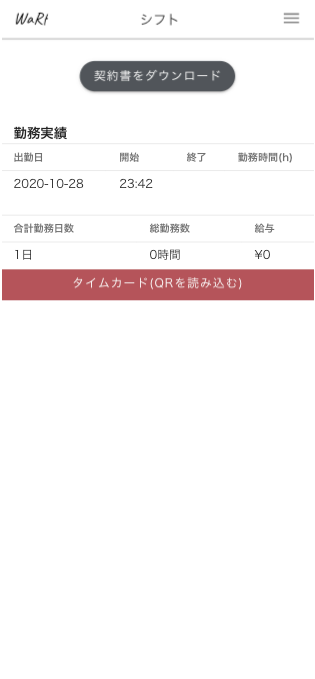 WaRt シフト
契約書をダウンロード
勤務実績
出勤日 開始 終了 勤務時間(h)
2020-10-28 23:42
合計勤務日数 総勤務数 給与
1日 0時間 ¥0
タイムカード(QRを読み込む)